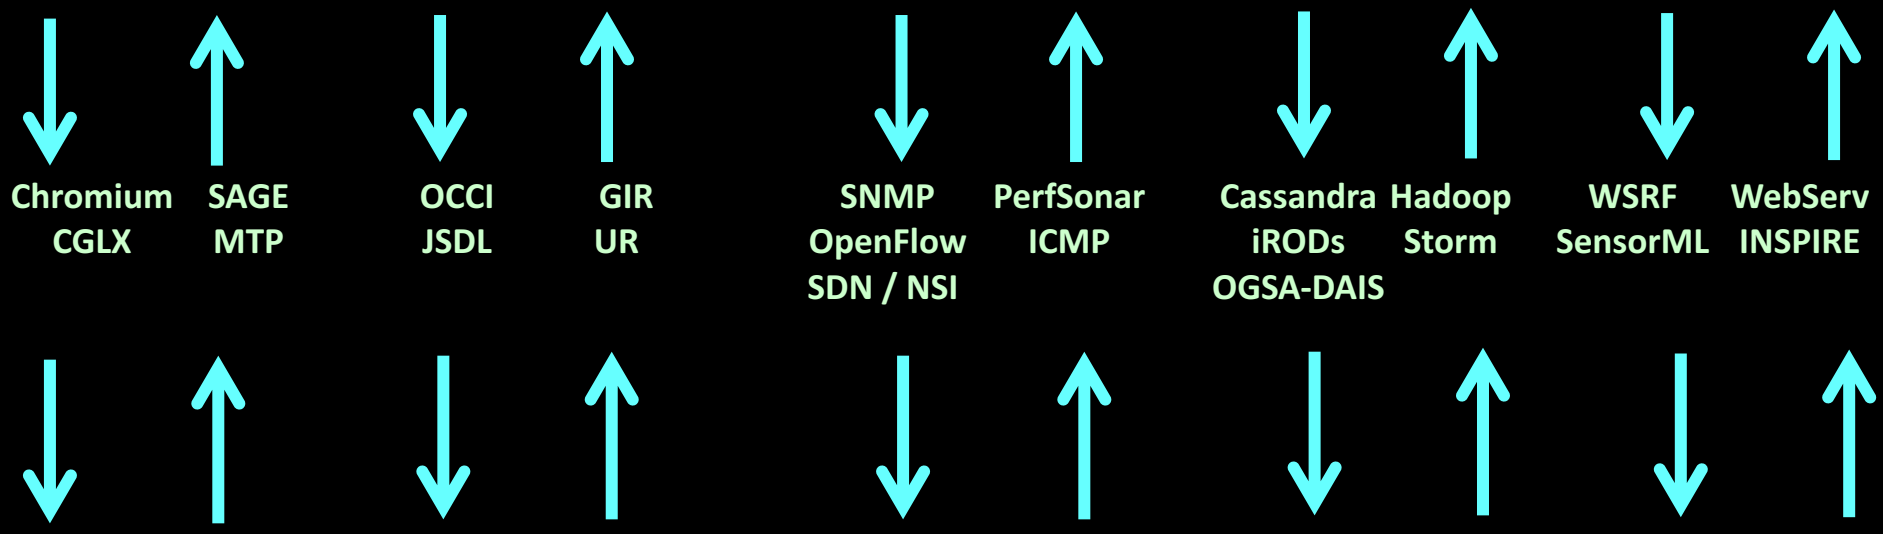 Chromium SAGE OCCI GIR SNMP PerfSonar Cassandra Hadoop WSRF WebServ
CGLX MTP JSDL UR OpenFlow ICMP iRODs Storm SensorML INSPIRE
SDN / NSI OGSA-DAIS